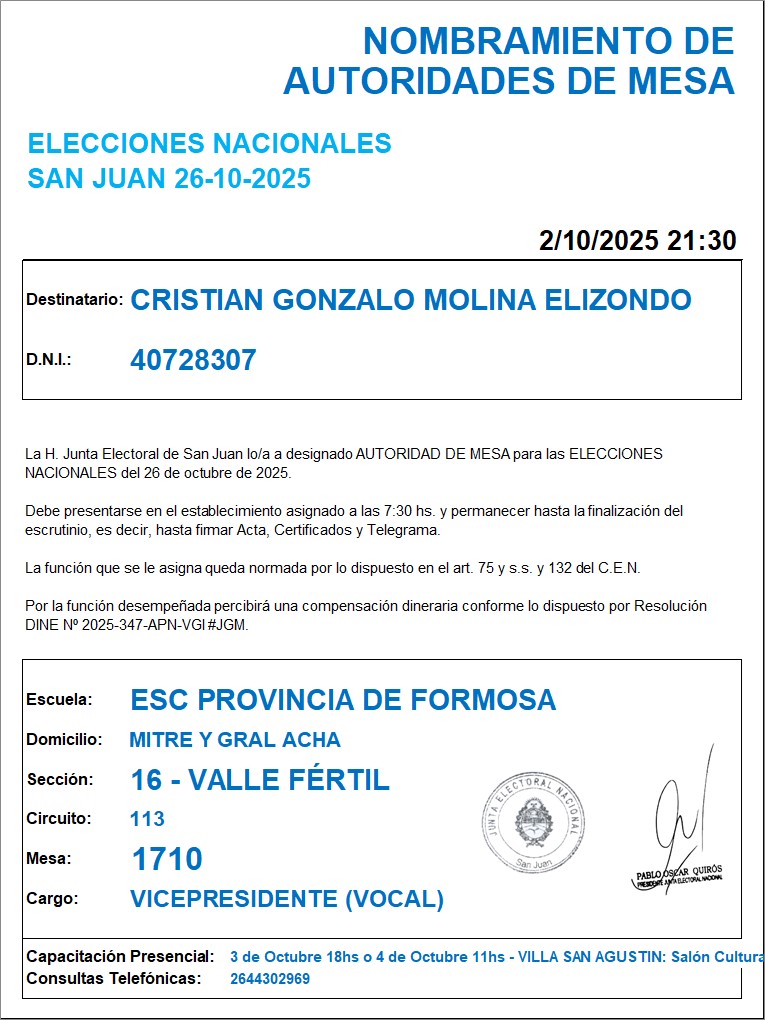 NOMBRAMIENTO DE
AUTORIDADES DE MESA
ELECCIONES NACIONALES
SAN JUAN 26-10-2025
2/10/2025 21:30
Destinatario: CRISTIAN GONZALO MOLINA ELIZONDO
D.N.I.: 40728307
La H. Junta Electoral de San Juan lo/a a designado AUTORIDAD DE MESA para las ELECCIONES
NACIONALES del 26 de octubre de 2025.
Debe presentarse en el establecimiento asignado a las 7:30 hs. y permanecer hasta la finalización del
escrutinio, es decir, hasta firmar Acta, Certificados y Telegrama.
La función que se le asigna queda normada por lo dispuesto en el art. 75 y s.s. y 132 del C.E.N.
Por la función desempeñada percibirá una compensación dineraria conforme lo dispuesto por Resolución
DINE Nº 2025-347-APN-VGI#JGM.
Escuela: ESC PROVINCIA DE FORMOSA
Domicilio: MITRE Y GRAL ACHA
Sección: 16 - VALLE FÉRTIL
Circuito: 113
Mesa: 1710
Cargo: VICEPRESIDENTE (VOCAL)
JUNTA ELECTORAL NACIONAL
San Juan
PABLO OSCAR QUIRÓS
PRESIDENTE JUNTA ELECTORAL NACIONAL
Capacitación Presencial: 3 de Octubre 18hs o 4 de Octubre 11hs - VILLA SAN AGUSTIN: Salón Cultura
Consultas Telefónicas: 2644302969